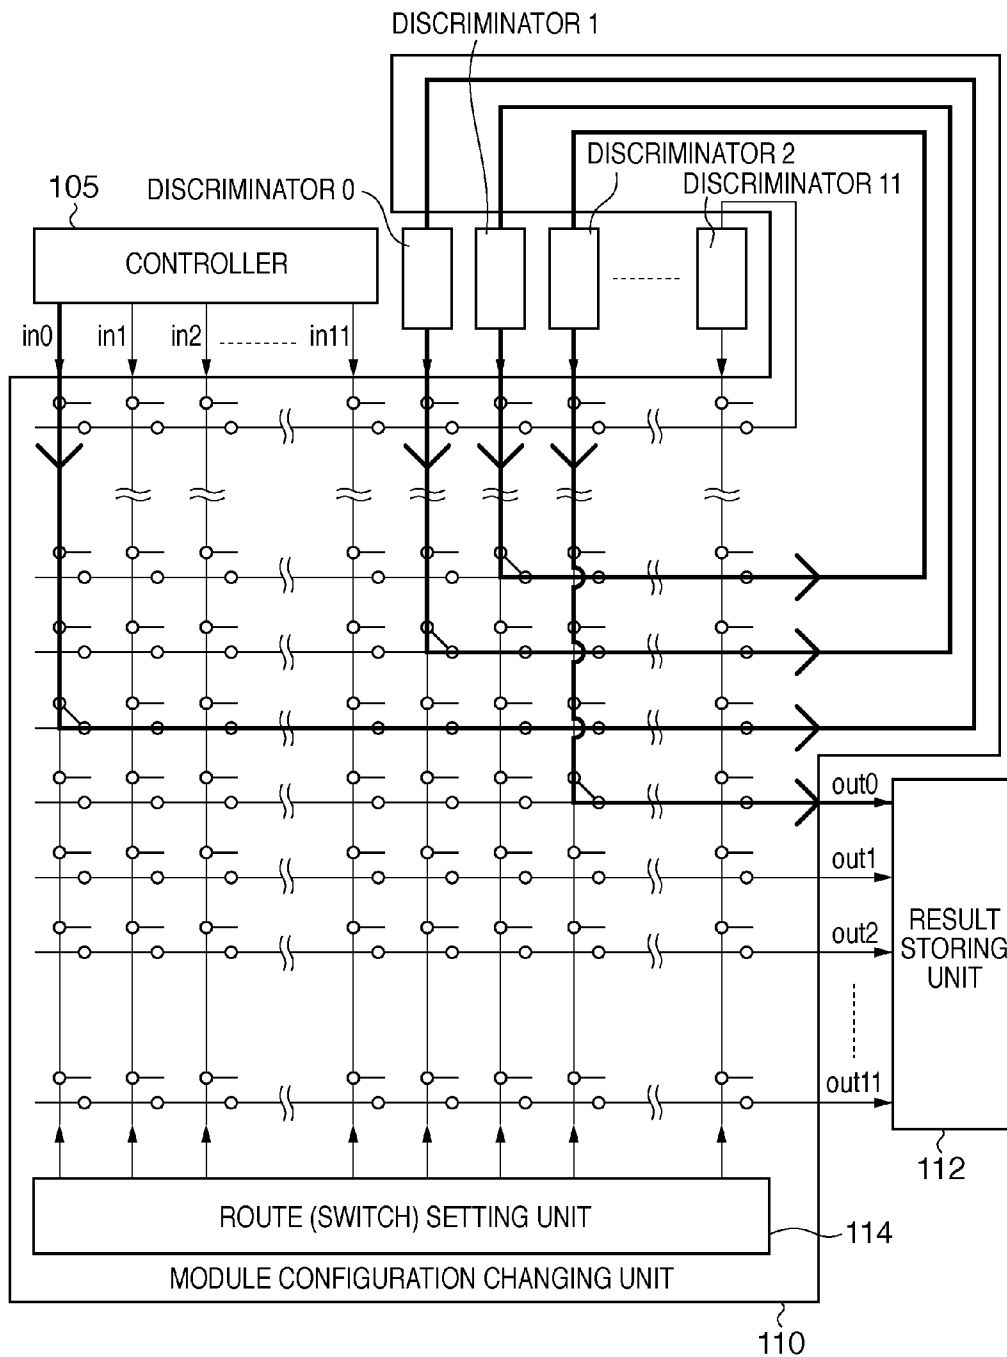 DISCRIMINATOR 1
DISCRIMINATOR 2
105
DISCRIMINATOR 0
DISCRIMINATOR 11
CONTROLLER
in0
in1
in2
in11
out0
out1
out2
out11
RESULT
STORING
UNIT
112
ROUTE (SWITCH) SETTING UNIT
114
MODULE CONFIGURATION CHANGING UNIT
110